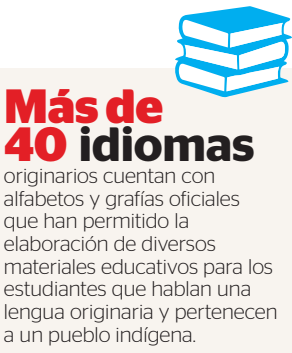 Más de
40 idiomas
originarios cuentan con
alfabetos y grafías oficiales
que han permitido la
elaboración de diversos
materiales educativos para los
estudiantes que hablan una
lengua originaria y pertenecen
a un pueblo indígena.